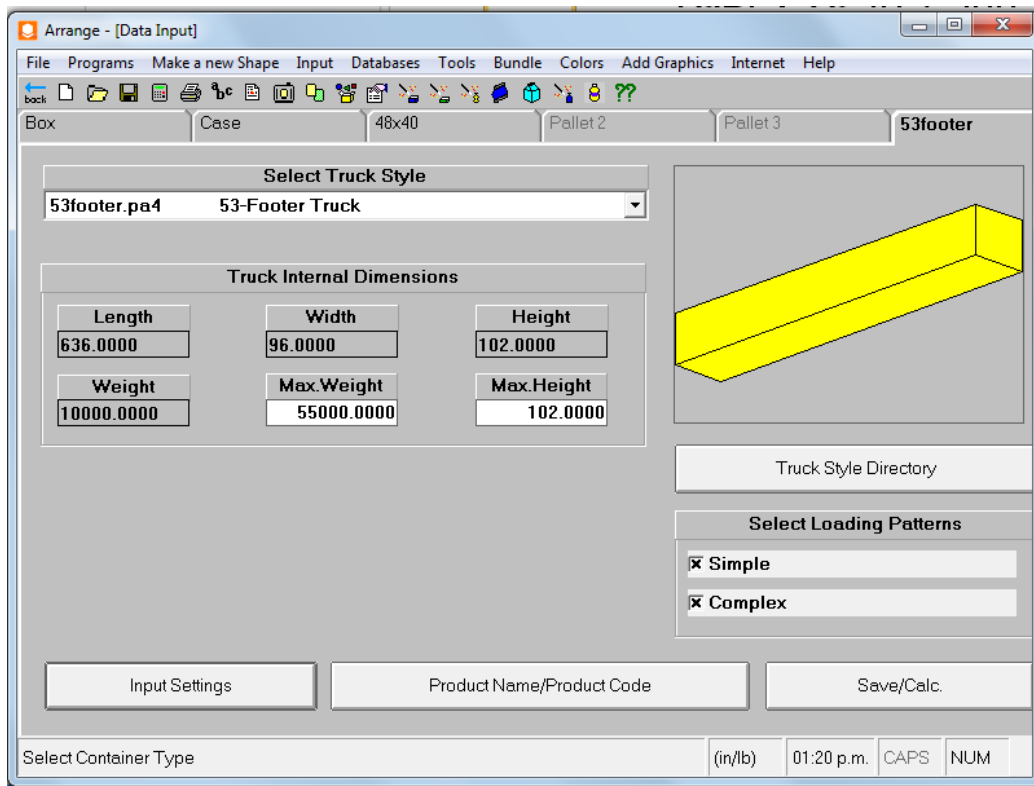 Arrange - [Data Input]
File Programs Make a new Shape Input Databases Tools Bundle Colors Add Graphics Internet Help
back
Box Case 48x40 Pallet 2 Pallet 3 53footer
Select Truck Style
53footer.pa4 53-Footer Truck
Truck Internal Dimensions
Length Width Height
636.0000 96.0000 102.0000
Weight Max.Weight Max.Height
10000.0000 55000.0000 102.0000
Truck Style Directory
Select Loading Patterns
Simple
Complex
Input Settings Product Name/Product Code Save/Calc.
Select Container Type (in/lb) 01:20 p.m. CAPS NUM